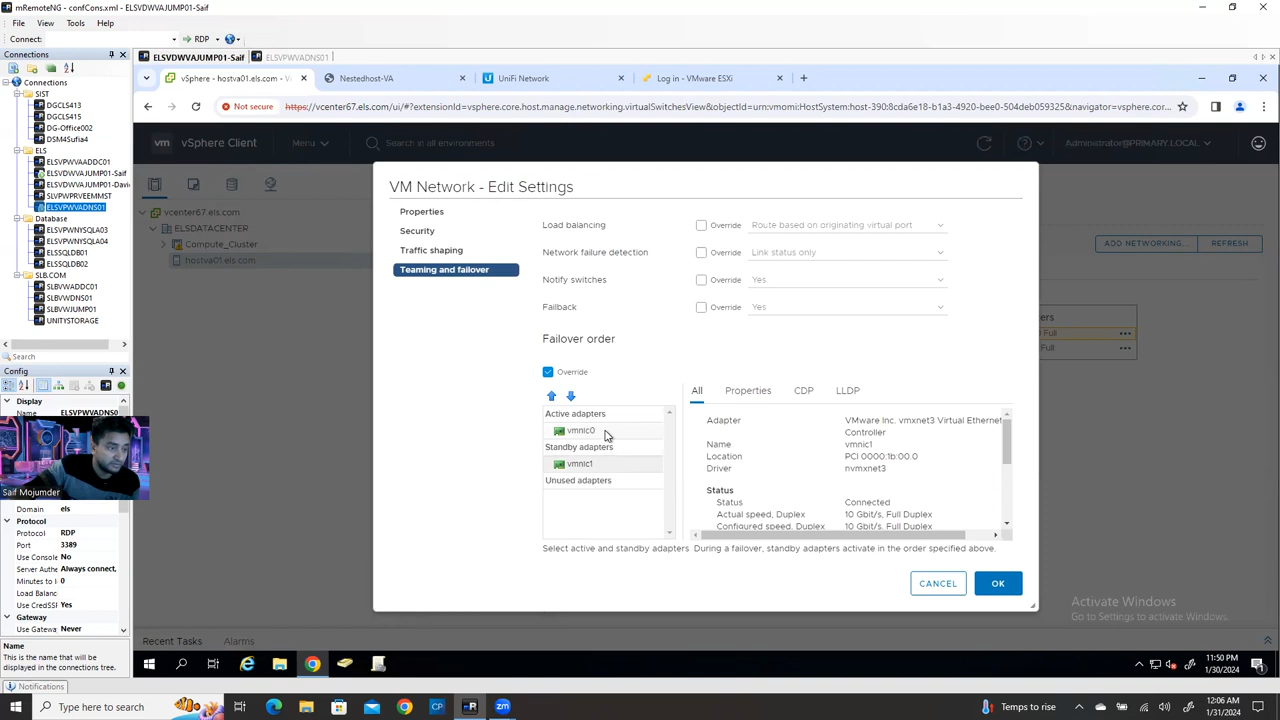 mRemoteNG - confCons.xml - ELSVDWVAJUMP01-Saif
File View Tools Help
Connect: RDP
Connections
Connections
SIST
DGCLS413
DGCLS415
DG-Office002
DSM4Sufia4
ELS
ELSVPWVAADDC01
ELSVDWVAJUMP01-Saif
ELSVDWVAJUMP01-Davi
SLVPWPRVEEMMST
ELSVPWVADNS01
Database
ELSVPWNYSQLA03
ELSVPWNYSQLA04
ELSSQLDB01
ELSSQLDB02
SLB.COM
SLBVWADDC01
SLBVWDNS01
SLBVWJUMP01
UNITYSTORAGE
Search
Config
Display
Name ELSVPWVADNS0
Saif Mojumder
Domain els
Protocol
Protocol RDP
Port 3389
Use Console No
Server Authe Always connect,
Minutes to I 0
Load Balanc
Use CredSSP Yes
Gateway
Use Gatewa Never
Name
This is the name that will be
displayed in the connections tree.
Notifications
ELSVDWVAJUMP01-Saif ELSVPWVADNS01
vSphere - hostva01.els.com - Vi Nestedhost-VA UniFi Network Log in - VMware ESXi
Not secure https://vcenter67.els.com/ui/#?extensionId=vsphere.core.host.manage.networking.virtualSwitchesView&objectId=urn:vmomi:HostSystem:host-390:8cda6e18-b1a3-4920-bee0-504deb059325&navigator=vsphere.c...
vm vSphere Client Menu Search in all environments Administrator@PRIMARY.LOCAL
vcenter67.els.com
ELSDATACENTER
Compute_Cluster
hostva01.els.com
ADD NETWORKING... REFRESH
ers
Full
Full
VM Network - Edit Settings
Properties
Security
Traffic shaping
Teaming and failover
Load balancing Override Route based on originating virtual port
Network failure detection Override Link status only
Notify switches Override Yes
Failback Override Yes
Failover order
Override
Active adapters
vmnic0
Standby adapters
vmnic1
Unused adapters
All Properties CDP LLDP
Adapter VMware Inc. vmxnet3 Virtual Ethernet
Controller
Name vmnic1
Location PCI 0000:1b:00.0
Driver nvmxnet3
Status
Status Connected
Actual speed, Duplex 10 Gbit/s, Full Duplex
Configured speed, Duplex 10 Gbit/s, Full Duplex
Select active and standby adapters. During a failover, standby adapters activate in the order specified above.
CANCEL OK
Activate Windows
Go to Settings to activate Windows.
Recent Tasks Alarms
11:50 PM
1/30/2024
Type here to search
Temps to rise
12:06 AM
1/31/2024